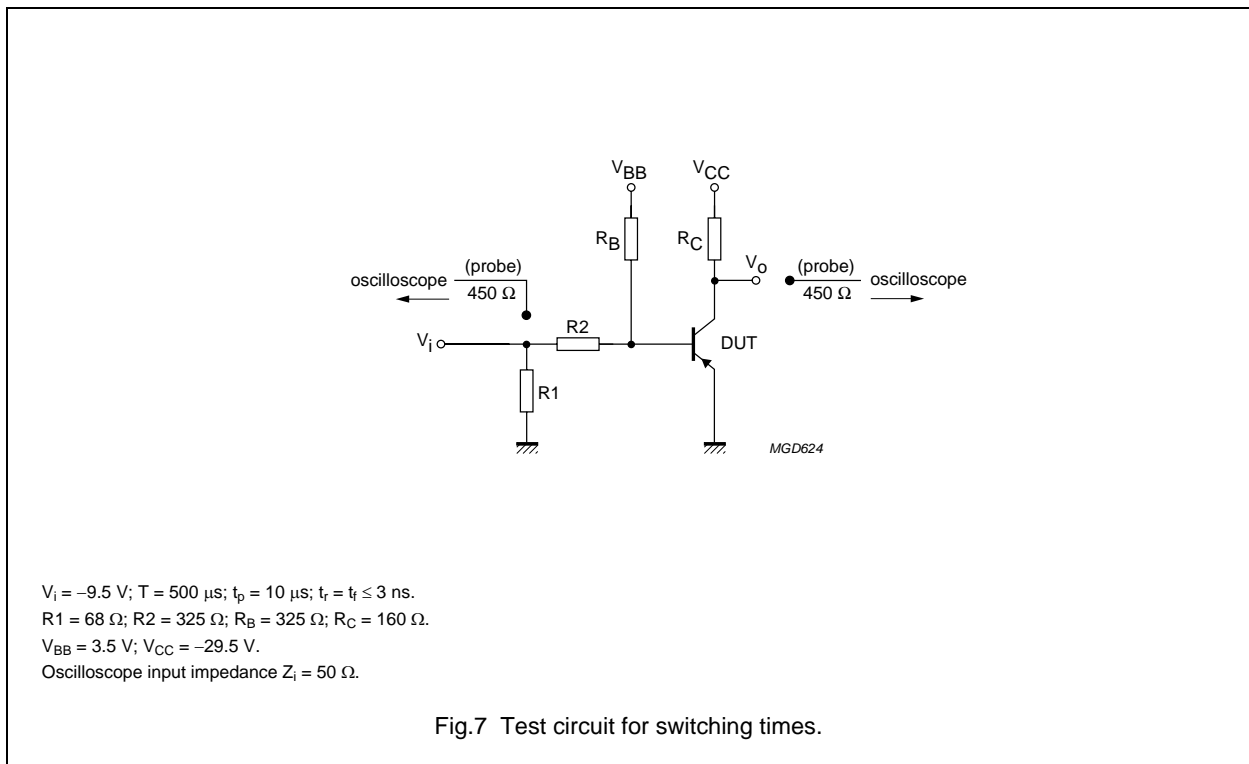 V_BB V_CC
R_B R_C
oscilloscope (probe) 450 Ω
V_o (probe) 450 Ω oscilloscope
V_i R2 DUT
R1
MGD624
V_i = −9.5 V; T = 500 μs; t_p = 10 μs; t_r = t_f ≤ 3 ns.
R1 = 68 Ω; R2 = 325 Ω; R_B = 325 Ω; R_C = 160 Ω.
V_BB = 3.5 V; V_CC = −29.5 V.
Oscilloscope input impedance Z_i = 50 Ω.
Fig.7 Test circuit for switching times.